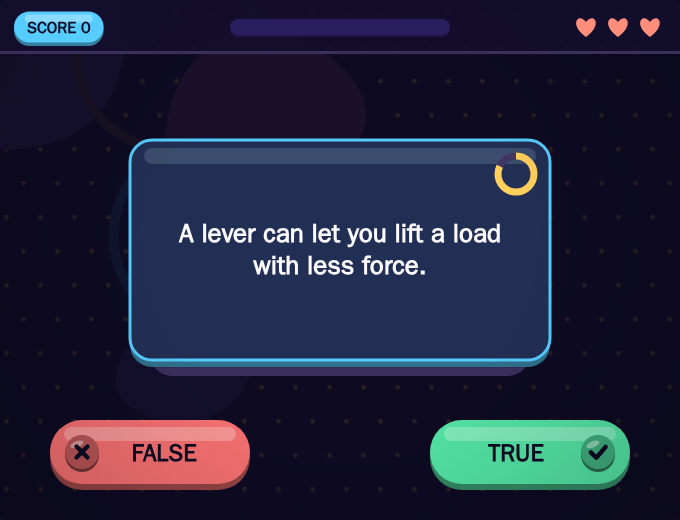 SCORE 0
A lever can let you lift a load
with less force.
FALSE
TRUE